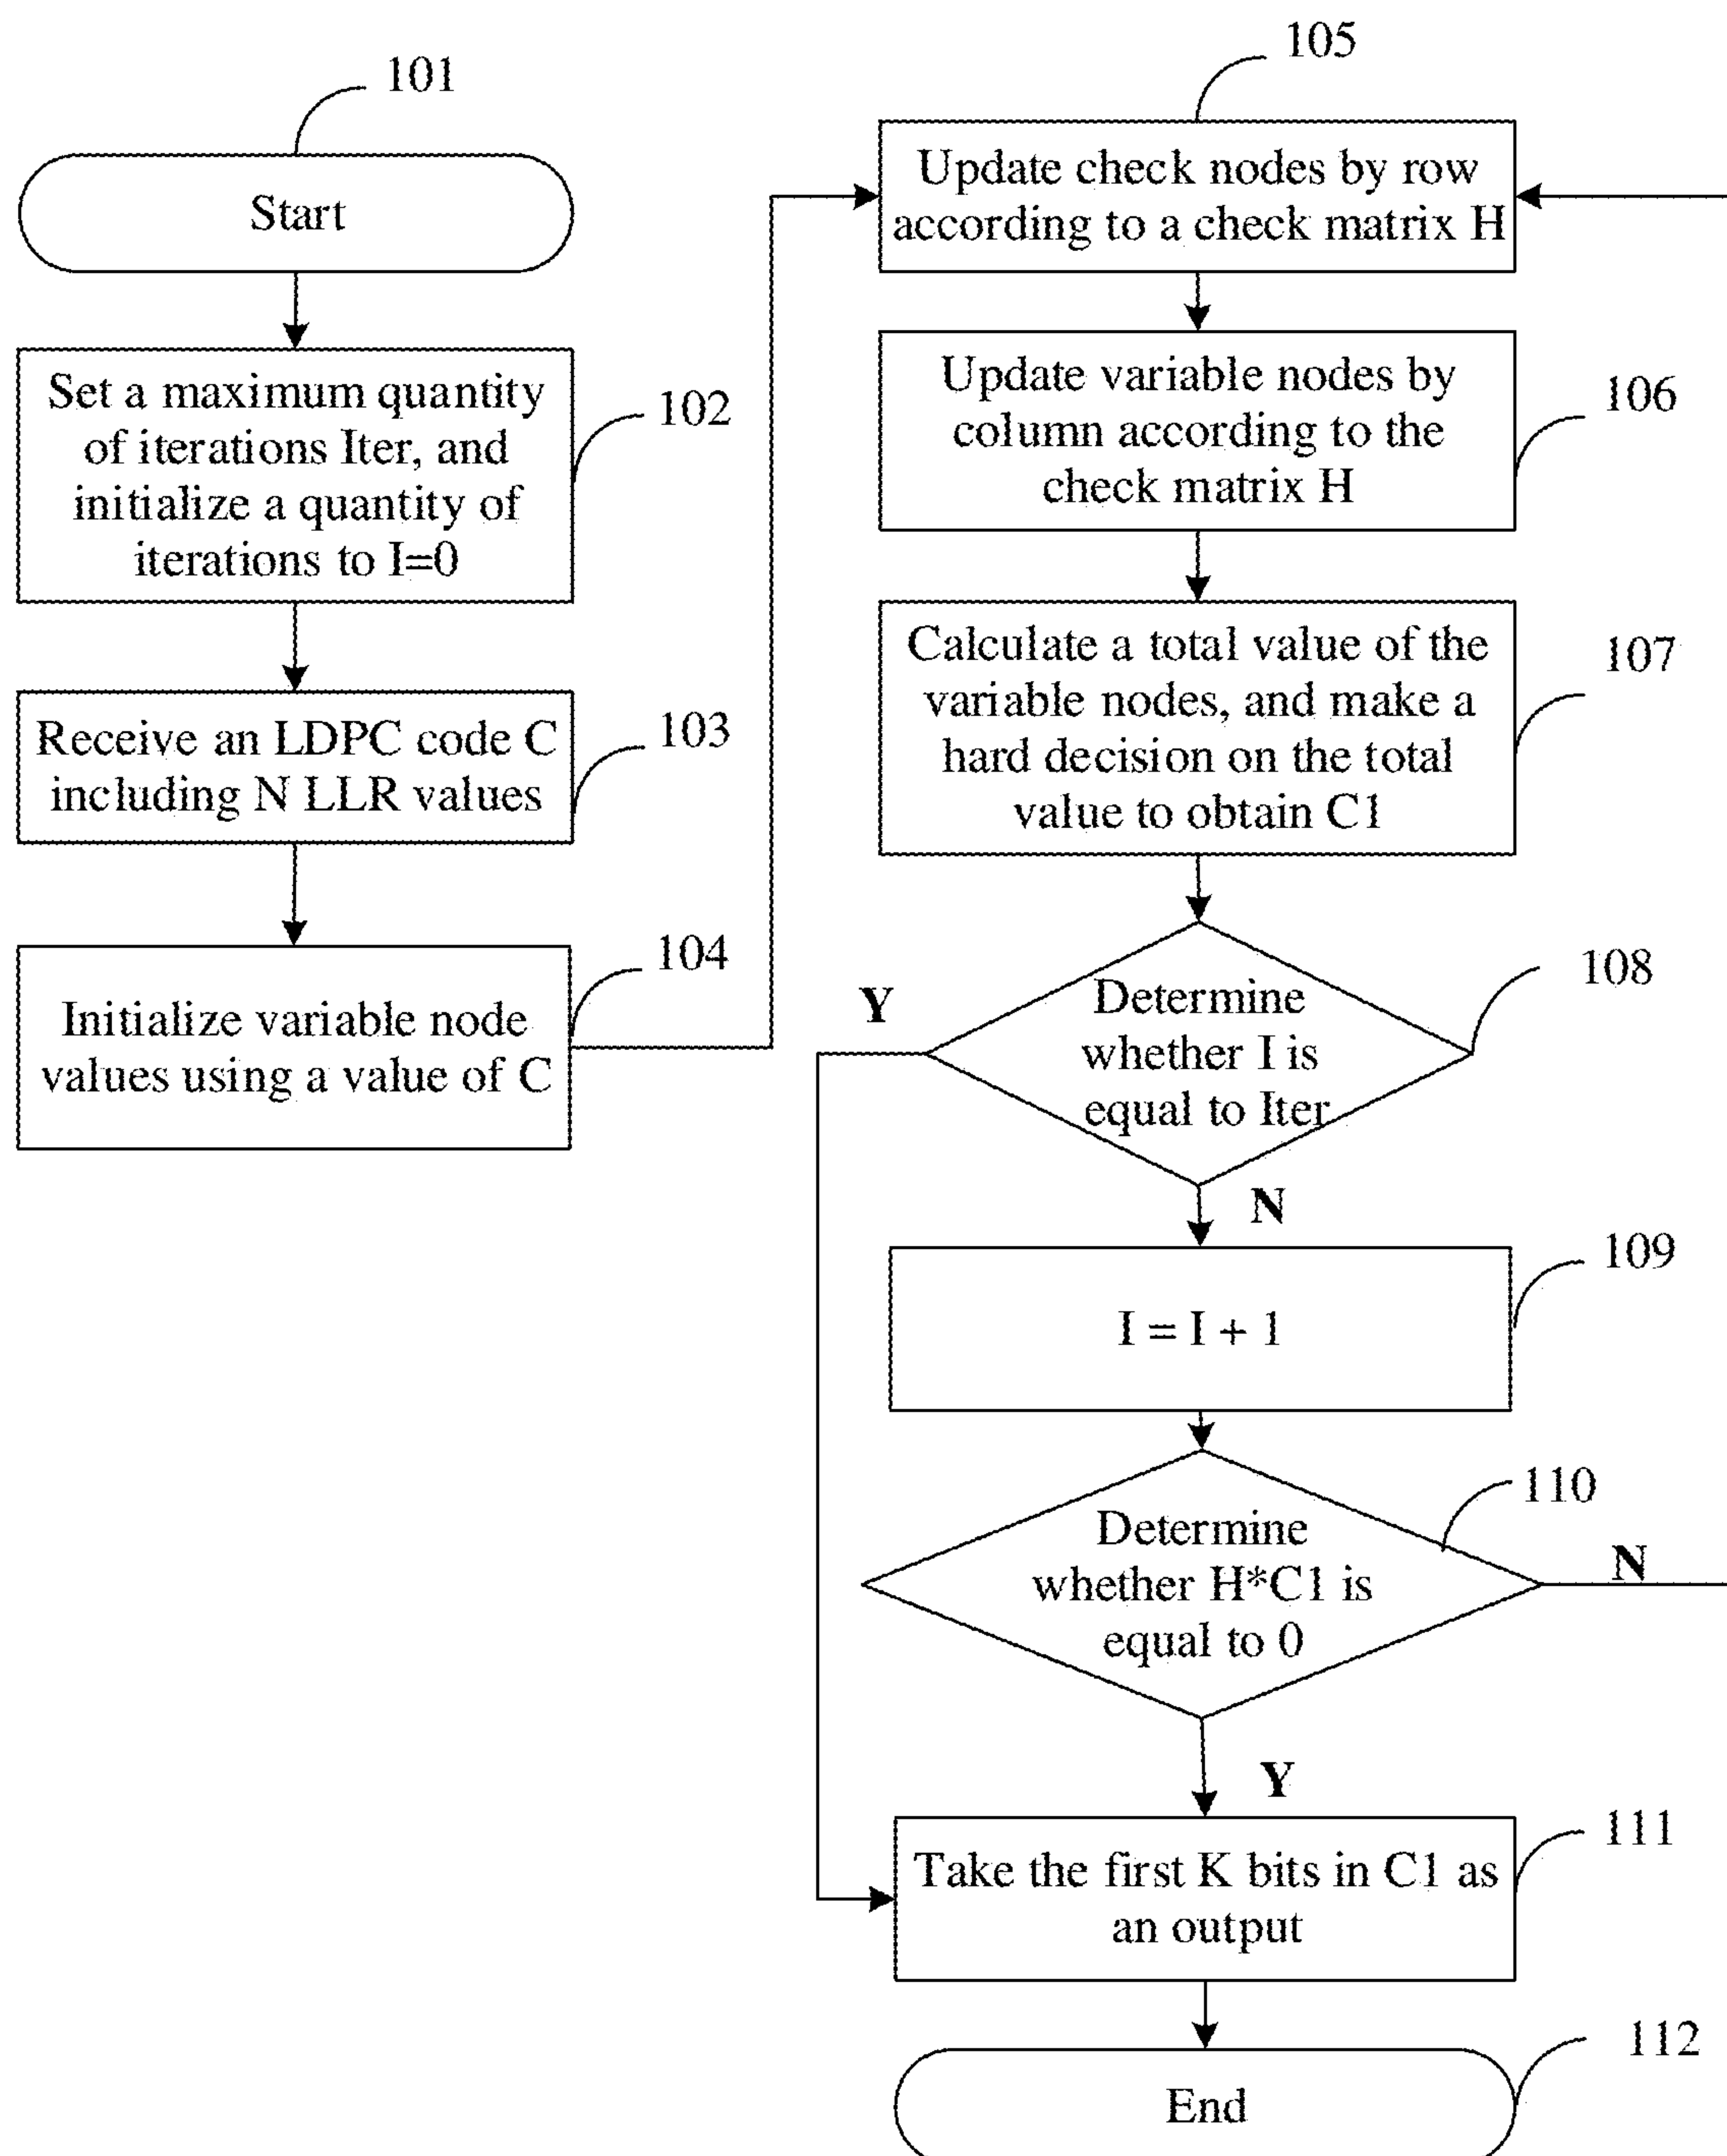 101
Start
Set a maximum quantity
of iterations Iter, and
initialize a quantity of
iterations to I=0
102
Receive an LDPC code C
including N LLR values
103
Initialize variable node
values using a value of C
104
105
Update check nodes by row
according to a check matrix H
Update variable nodes by
column according to the
check matrix H
106
Calculate a total value of the
variable nodes, and make a
hard decision on the total
value to obtain C1
107
Determine
whether I is
equal to Iter
108
Y
N
I = I + 1
109
Determine
whether H*C1 is
equal to 0
110
N
Y
Take the first K bits in C1 as
an output
111
End
112